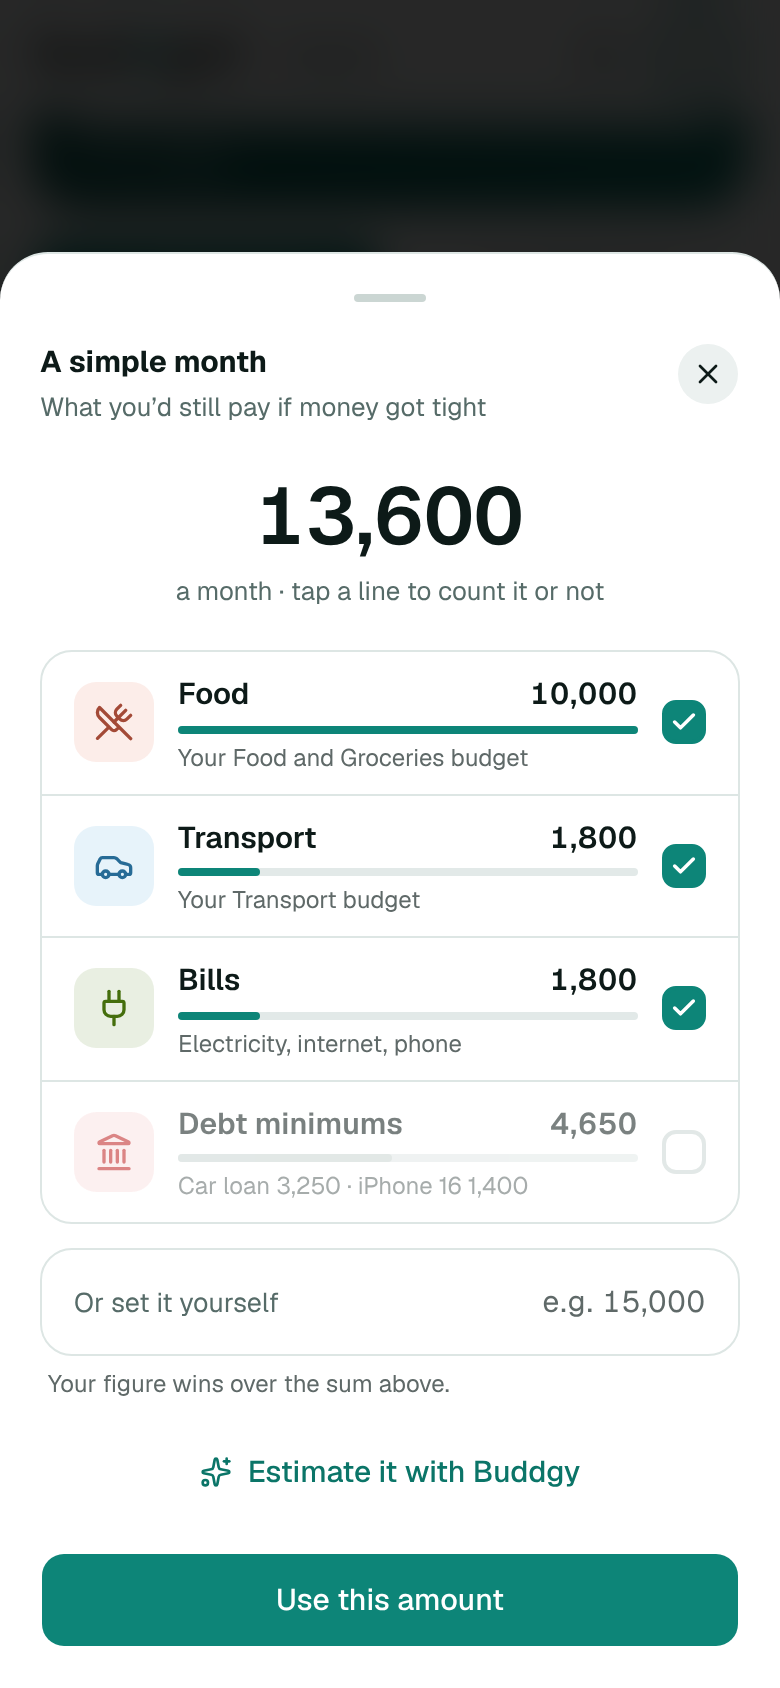 A simple month
What you’d still pay if money got tight
13,600
a month · tap a line to count it or not
Food 10,000
Your Food and Groceries budget
Transport 1,800
Your Transport budget
Bills 1,800
Electricity, internet, phone
Debt minimums 4,650
Car loan 3,250 · iPhone 16 1,400
Or set it yourself e.g. 15,000
Your figure wins over the sum above.
Estimate it with Buddgy
Use this amount